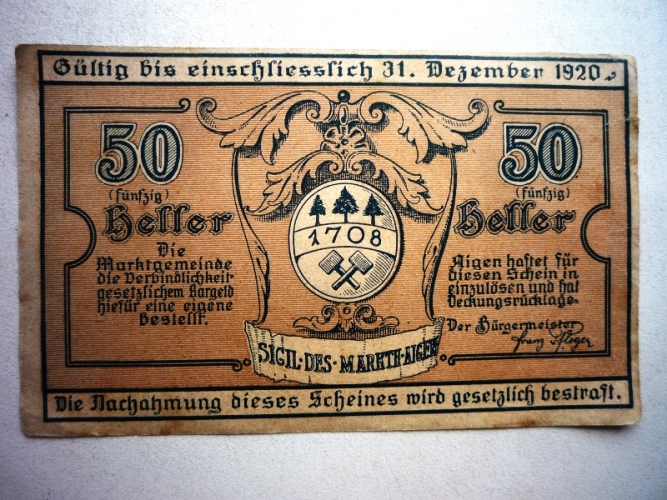 Gültig bis einschliesslich 31. Dezember 1920.
50
(fünfzig)
Heller
50
(fünfzig)
Heller
1708
Die
Marktgemeinde
die Verbindlichkeit
gesetzlichem Bargeld
hiefür eine eigene
bestellt.
Aigen haftet für
diesen Schein in
einzulösen und hat
Deckungsrücklage
Der Bürgermeister
Franz Pfleger
SIGIL·DES·MARKTH·AIGEN
Die Nachahmung dieses Scheines wird gesetzlich bestraft.